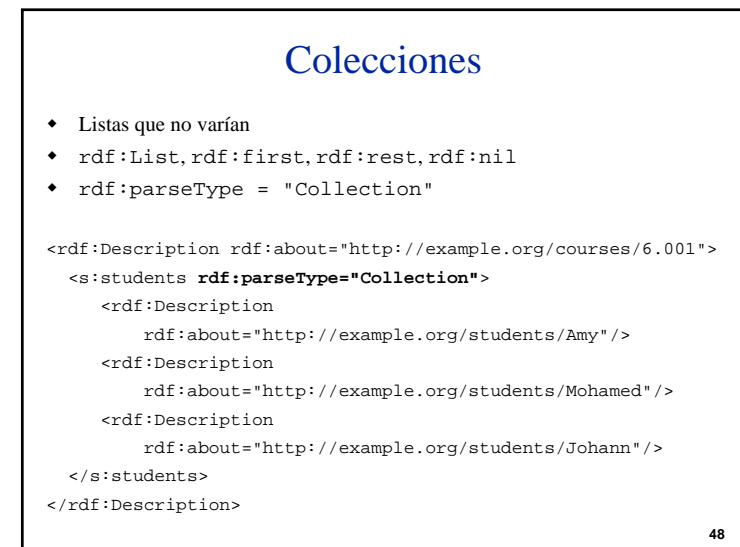 Colecciones
◆ Listas que no varían
◆ rdf:List, rdf:first, rdf:rest, rdf:nil
◆ rdf:parseType = "Collection"
<rdf:Description rdf:about="http://example.org/courses/6.001">
<s:students rdf:parseType="Collection">
<rdf:Description
rdf:about="http://example.org/students/Amy"/>
<rdf:Description
rdf:about="http://example.org/students/Mohamed"/>
<rdf:Description
rdf:about="http://example.org/students/Johann"/>
</s:students>
</rdf:Description>
48